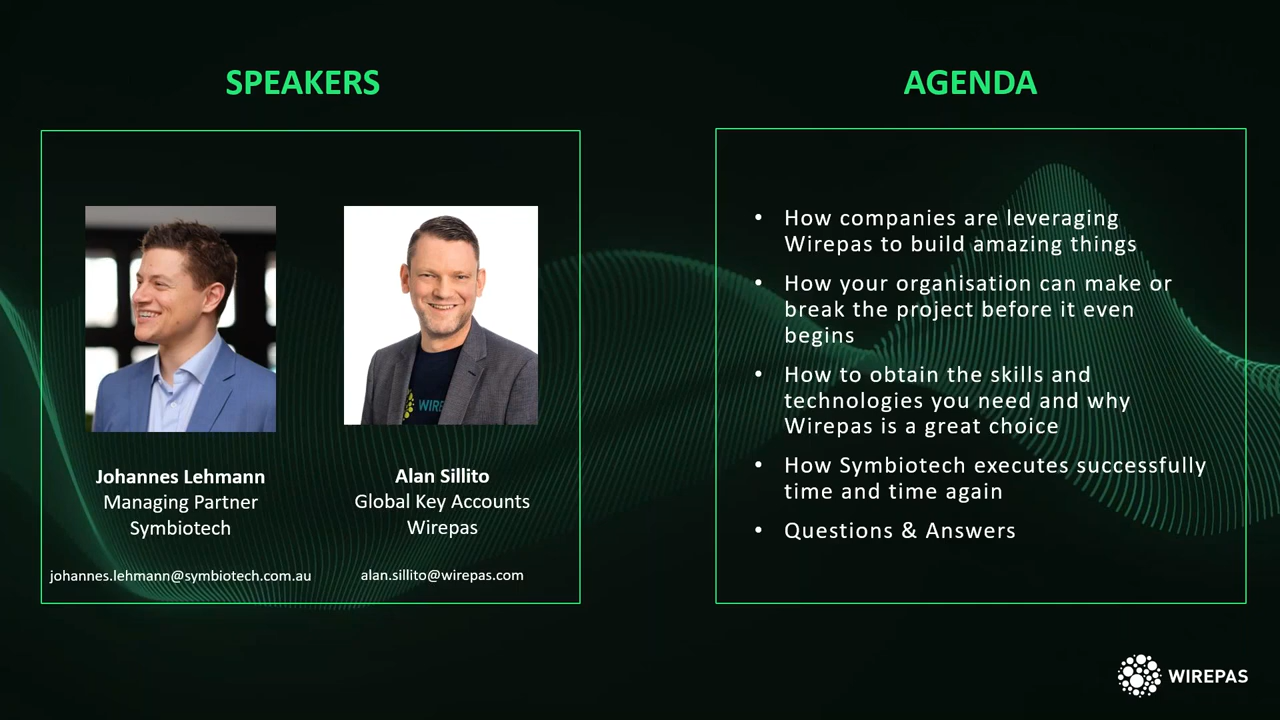 SPEAKERS
Johannes Lehmann
Managing Partner
Symbiotech
johannes.lehmann@symbiotech.com.au
Alan Sillito
Global Key Accounts
Wirepas
alan.sillito@wirepas.com
AGENDA
• How companies are leveraging
Wirepas to build amazing things
• How your organisation can make or
break the project before it even
begins
• How to obtain the skills and
technologies you need and why
Wirepas is a great choice
• How Symbiotech executes successfully
time and time again
• Questions & Answers
WIREPAS